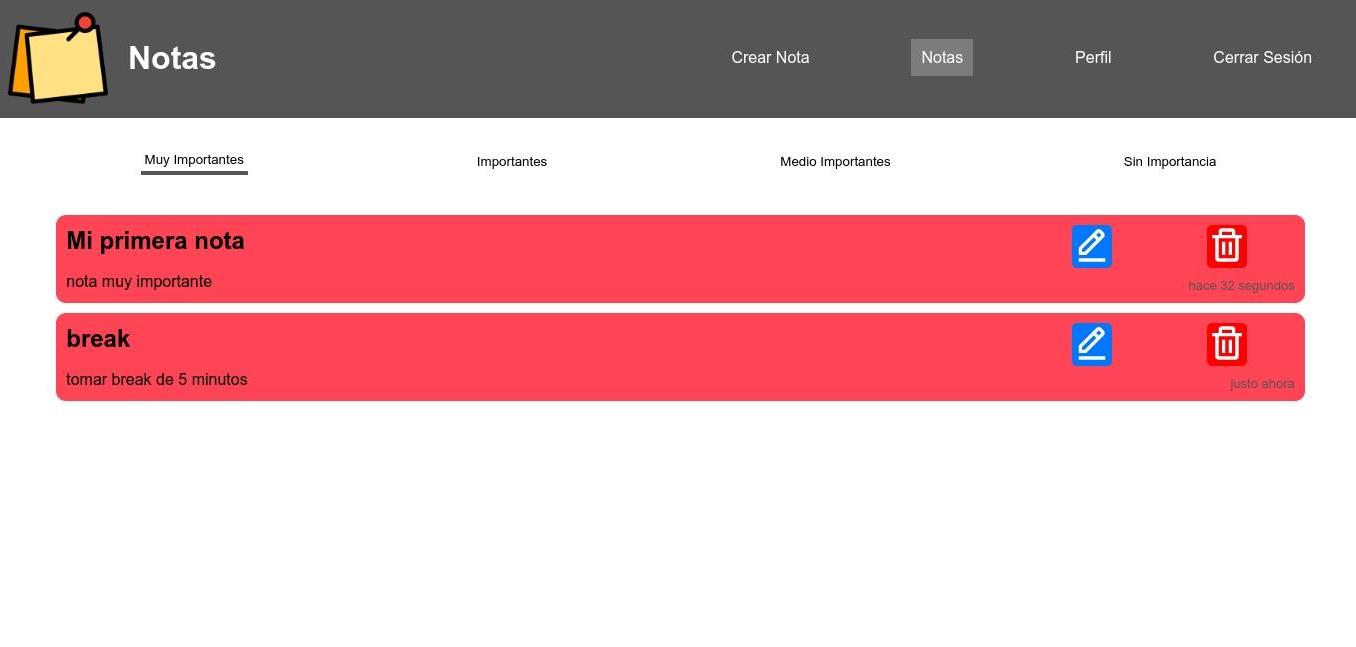 Notas
Crear Nota
Notas
Perfil
Cerrar Sesión
Muy Importantes
Importantes
Medio Importantes
Sin Importancia
Mi primera nota
nota muy importante
hace 32 segundos
break
tomar break de 5 minutos
justo ahora